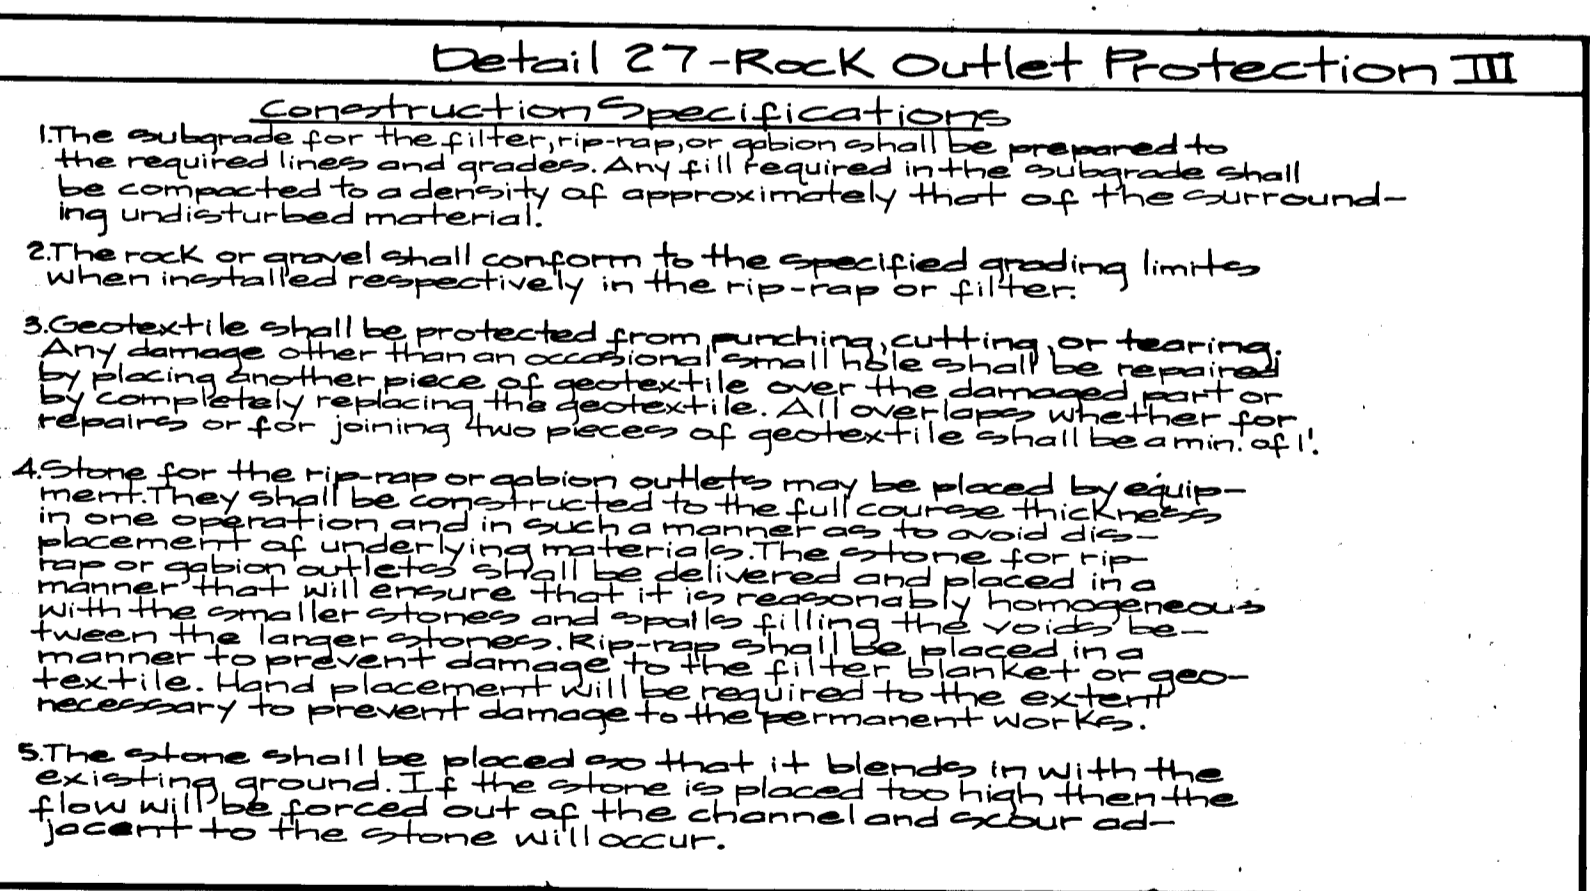 Detail 27-Rock Outlet Protection III
Construction Specifications
1.The subgrade for the filter, rip-rap, or gabion shall be prepared to
the required lines and grades. Any fill required in the subgrade shall
be compacted to a density of approximately that of the surround-
ing undisturbed material.
2.The rock or gravel shall conform to the specified grading limits
when installed respectively in the rip-rap or filter.
3.Geotextile shall be protected from punching, cutting, or tearing.
Any damage other than an occasional small hole shall be repaired
by placing another piece of geotextile over the damaged part or
by completely replacing the geotextile. All overlaps whether for
repairs or for joining two pieces of geotextile shall be a min. of 1'.
4.Stone for the rip-rap or gabion outlets may be placed by equip-
ment. They shall be constructed to the full course thickness
in one operation and in such a manner as to avoid dis-
placement of underlying materials. The stone for rip-
rap or gabion outlets shall be delivered and placed in a
manner that will ensure that it is reasonably homogeneous
with the smaller stones and spalls filling the voids be-
tween the larger stones. Rip-rap shall be placed in a
manner to prevent damage to the filter blanket or geo-
textile. Hand placement will be required to the extent
necessary to prevent damage to the permanent works.
5.The stone shall be placed so that it blends in with the
existing ground. If the stone is placed too high then the
flow will be forced out of the channel and scour ad-
jacent to the stone will occur.